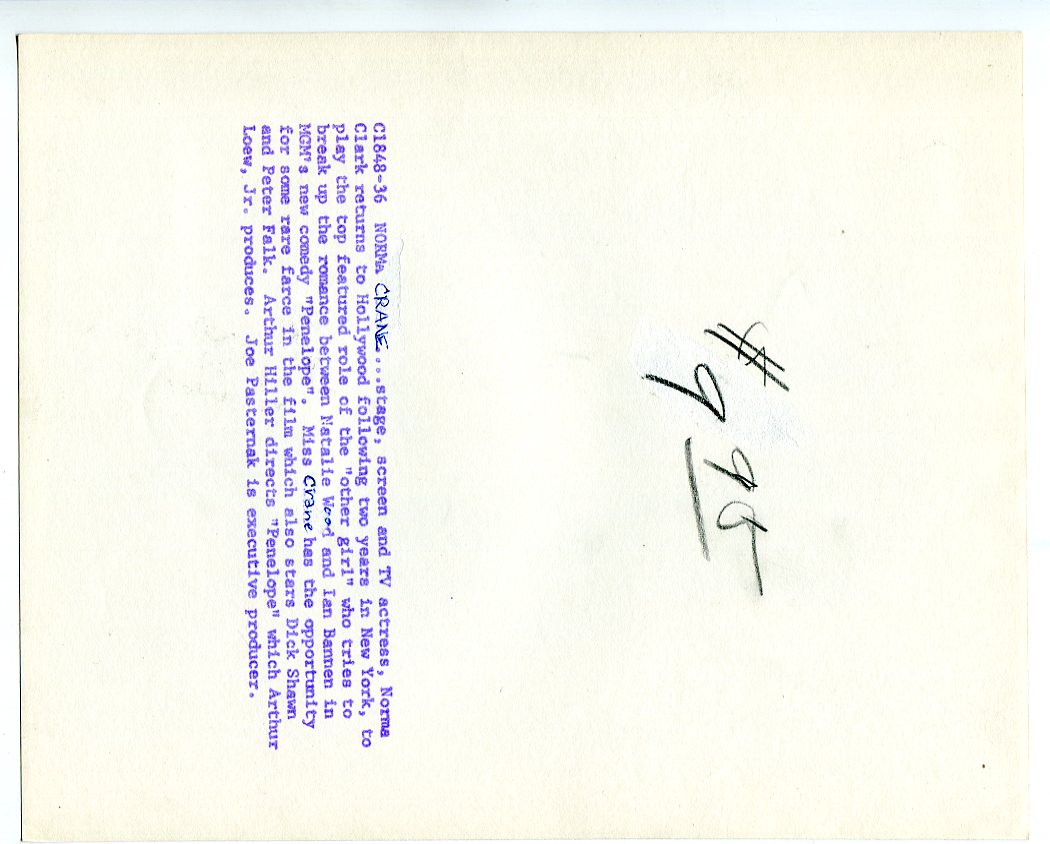 # 9 95
C1848-36 NORMA CRANE...stage, screen and TV actress, Norma
Clark returns to Hollywood following two years in New York, to
play the top featured role of the "other girl" who tries to
break up the romance between Natalie Wood and Ian Bannen in
MGM's new comedy "Penelope". Miss Crane has the opportunity
for some rare farce in the film which also stars Dick Shawn
and Peter Falk. Arthur Hiller directs "Penelope" which Arthur
Loew, Jr. produces. Joe Pasternak is executive producer.